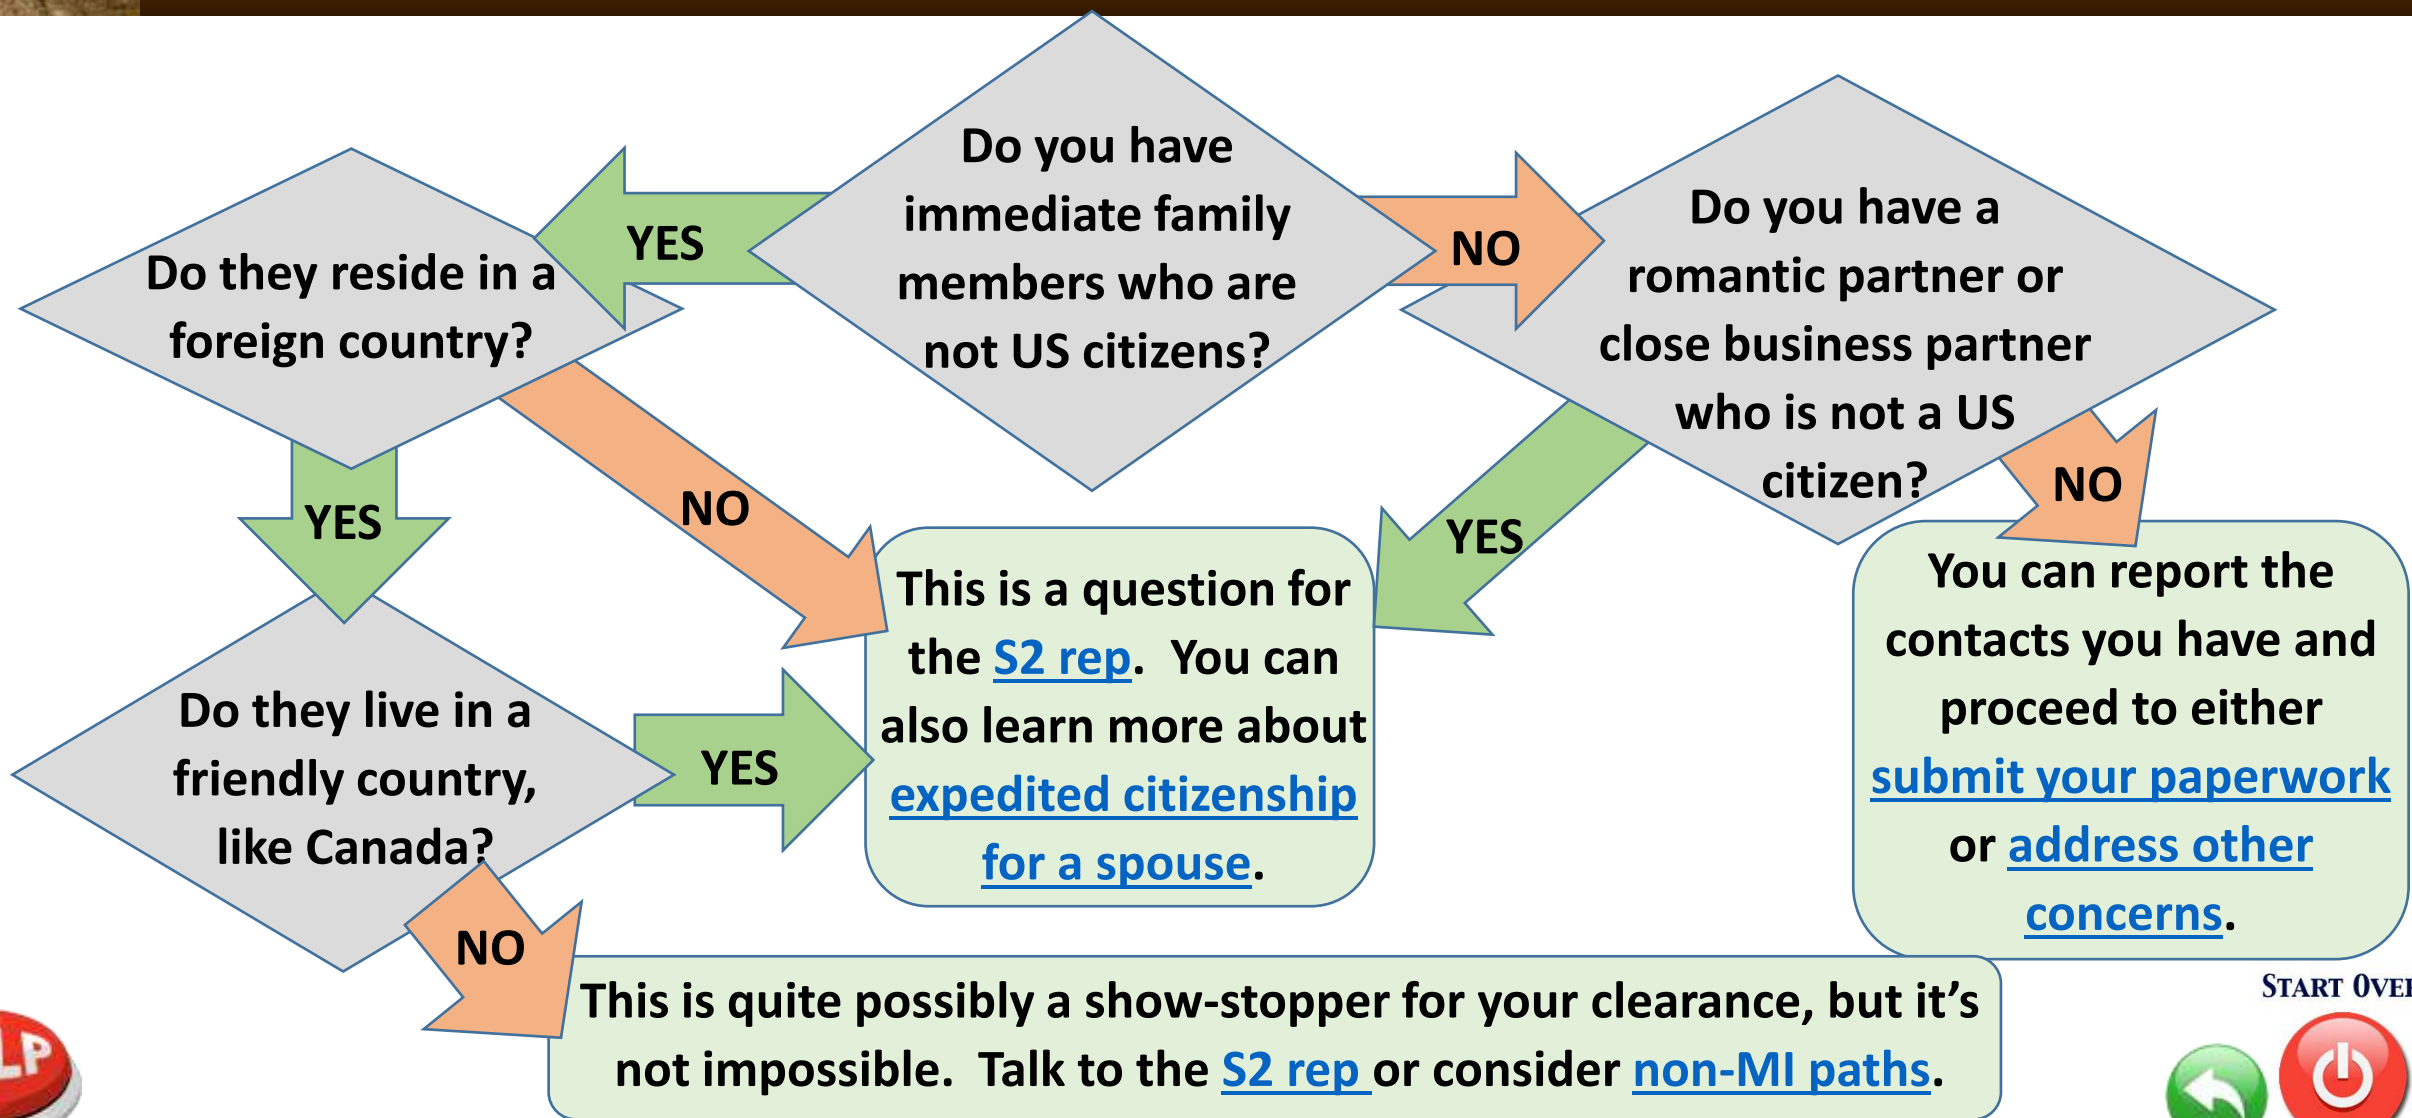 Do you have
immediate family
members who are
not US citizens?
YES
NO
Do they reside in a
foreign country?
Do you have a
romantic partner or
close business partner
who is not a US
citizen?
YES
NO
YES
NO
Do they live in a
friendly country,
like Canada?
YES
NO
This is a question for
the S2 rep.  You can
also learn more about
expedited citizenship
for a spouse.
You can report the
contacts you have and
proceed to either
submit your paperwork
or address other
concerns.
This is quite possibly a show-stopper for your clearance, but it’s
not impossible.  Talk to the S2 rep or consider non-MI paths.
START OVER
LP